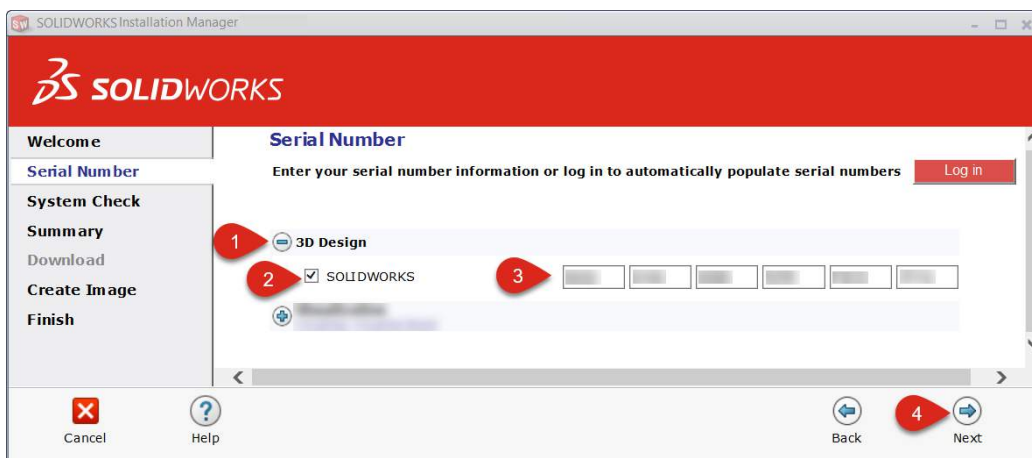 SW SOLIDWORKS Installation Manager
3S SOLIDWORKS
Welcome
Serial Number
System Check
Summary
Download
Create Image
Finish
Serial Number
Enter your serial number information or log in to automatically populate serial numbers Log in
1 3D Design
2 SOLIDWORKS 3
Cancel
Help
Back
4
Next